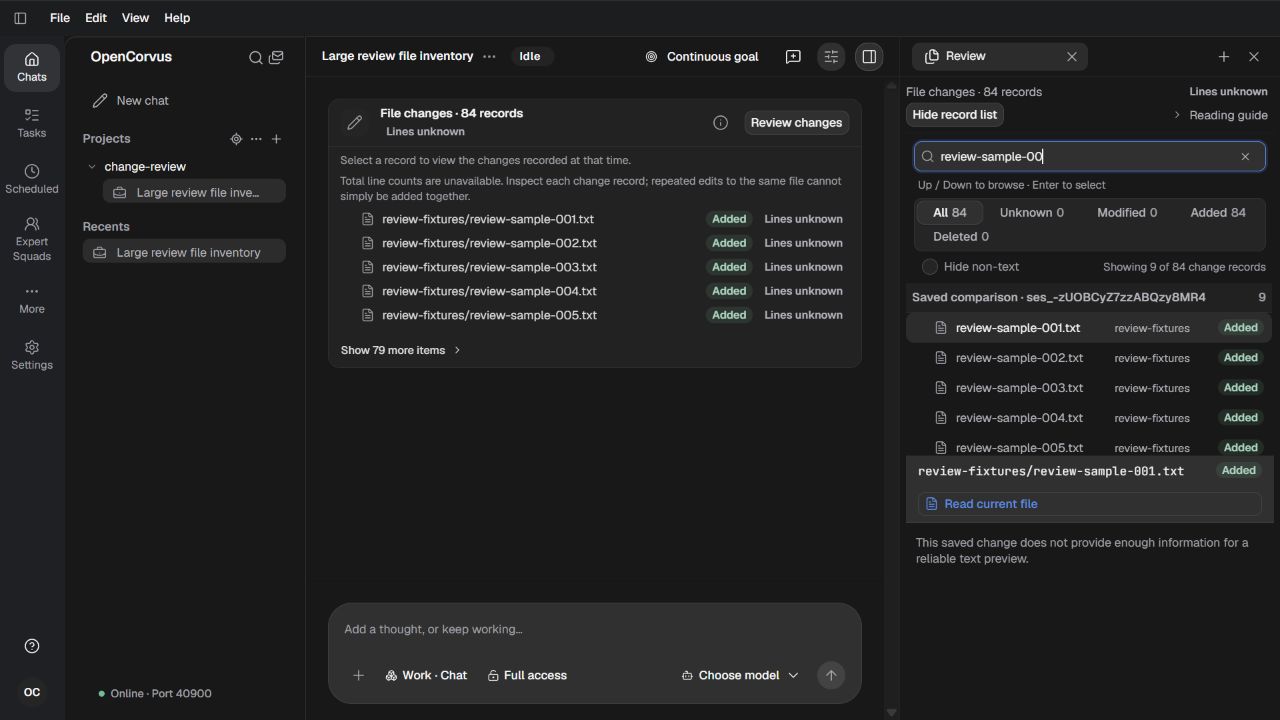 File Edit View Help
Chats
Tasks
Scheduled
Expert
Squads
More
Settings
OC
OpenCorvus
New chat
Projects
change-review
Large review file inve...
Recents
Large review file inventory
Online · Port 40900
Large review file inventory ··· Idle Continuous goal
File changes · 84 records
Lines unknown
Review changes
Select a record to view the changes recorded at that time.
Total line counts are unavailable. Inspect each change record; repeated edits to the same file cannot
simply be added together.
review-fixtures/review-sample-001.txt Added Lines unknown
review-fixtures/review-sample-002.txt Added Lines unknown
review-fixtures/review-sample-003.txt Added Lines unknown
review-fixtures/review-sample-004.txt Added Lines unknown
review-fixtures/review-sample-005.txt Added Lines unknown
Show 79 more items
Add a thought, or keep working...
Work · Chat Full access Choose model
Review
File changes · 84 records Lines unknown
Hide record list Reading guide
review-sample-00
Up / Down to browse · Enter to select
All 84 Unknown 0 Modified 0 Added 84
Deleted 0
Hide non-text Showing 9 of 84 change records
Saved comparison · ses_-zUOBCyZ7zzABQzy8MR4 9
review-sample-001.txt review-fixtures Added
review-sample-002.txt review-fixtures Added
review-sample-003.txt review-fixtures Added
review-sample-004.txt review-fixtures Added
review-sample-005.txt review-fixtures Added
review-fixtures/review-sample-001.txt Added
Read current file
This saved change does not provide enough information for a
reliable text preview.